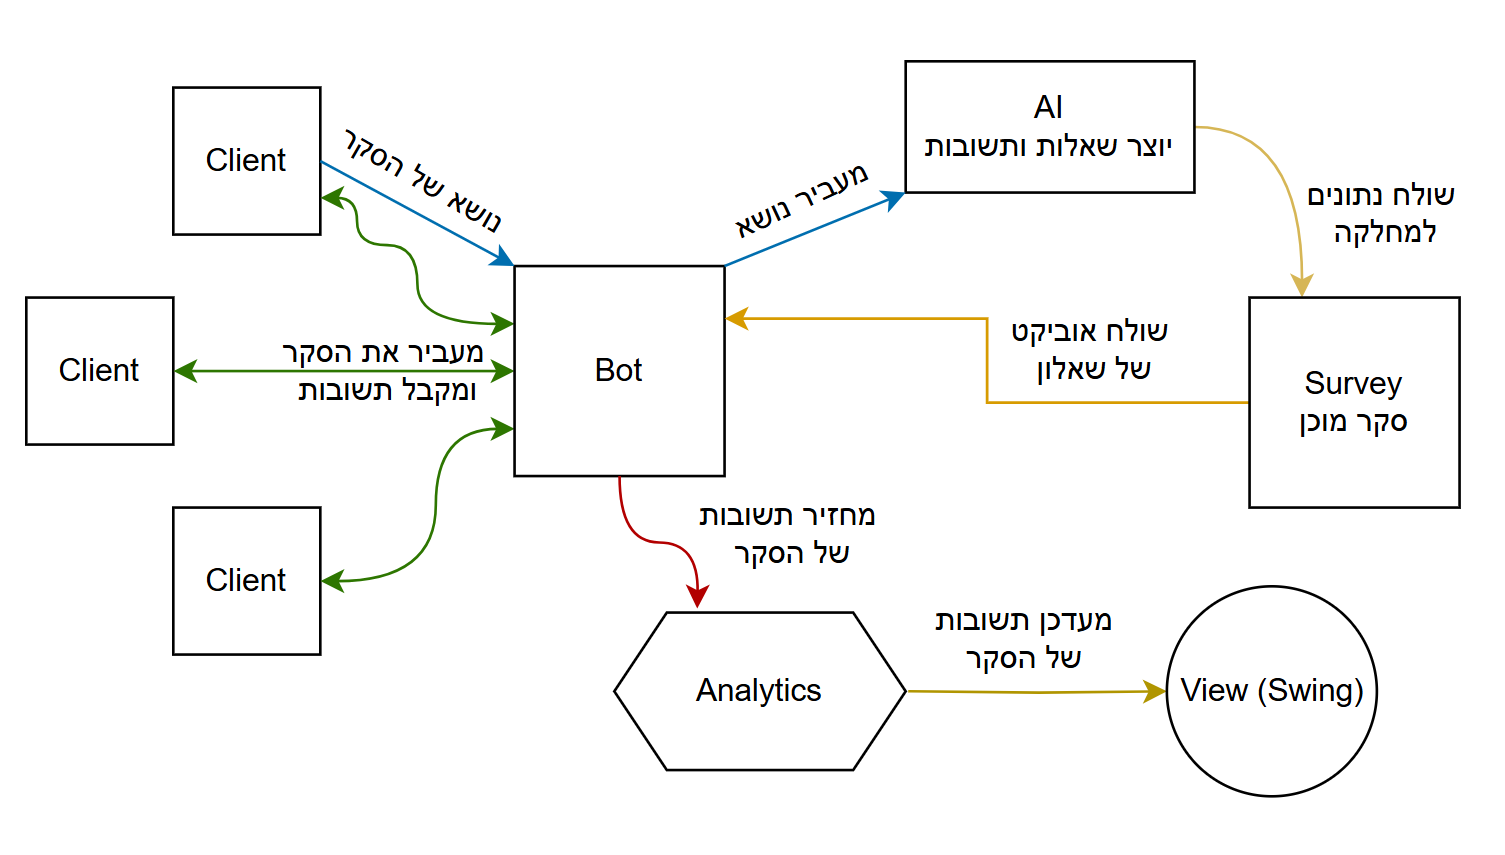 Client
נושא של הסקר
מעביר נושא
AI
יוצר שאלות ותשובות
שולח נתונים
למחלקה
Client
מעביר את הסקר
ומקבל תשובות
Bot
שולח אוביקט
של שאלון
Survey
סקר מוכן
Client
מחזיר תשובות
של הסקר
Analytics
מעדכן תשובות
של הסקר
View (Swing)